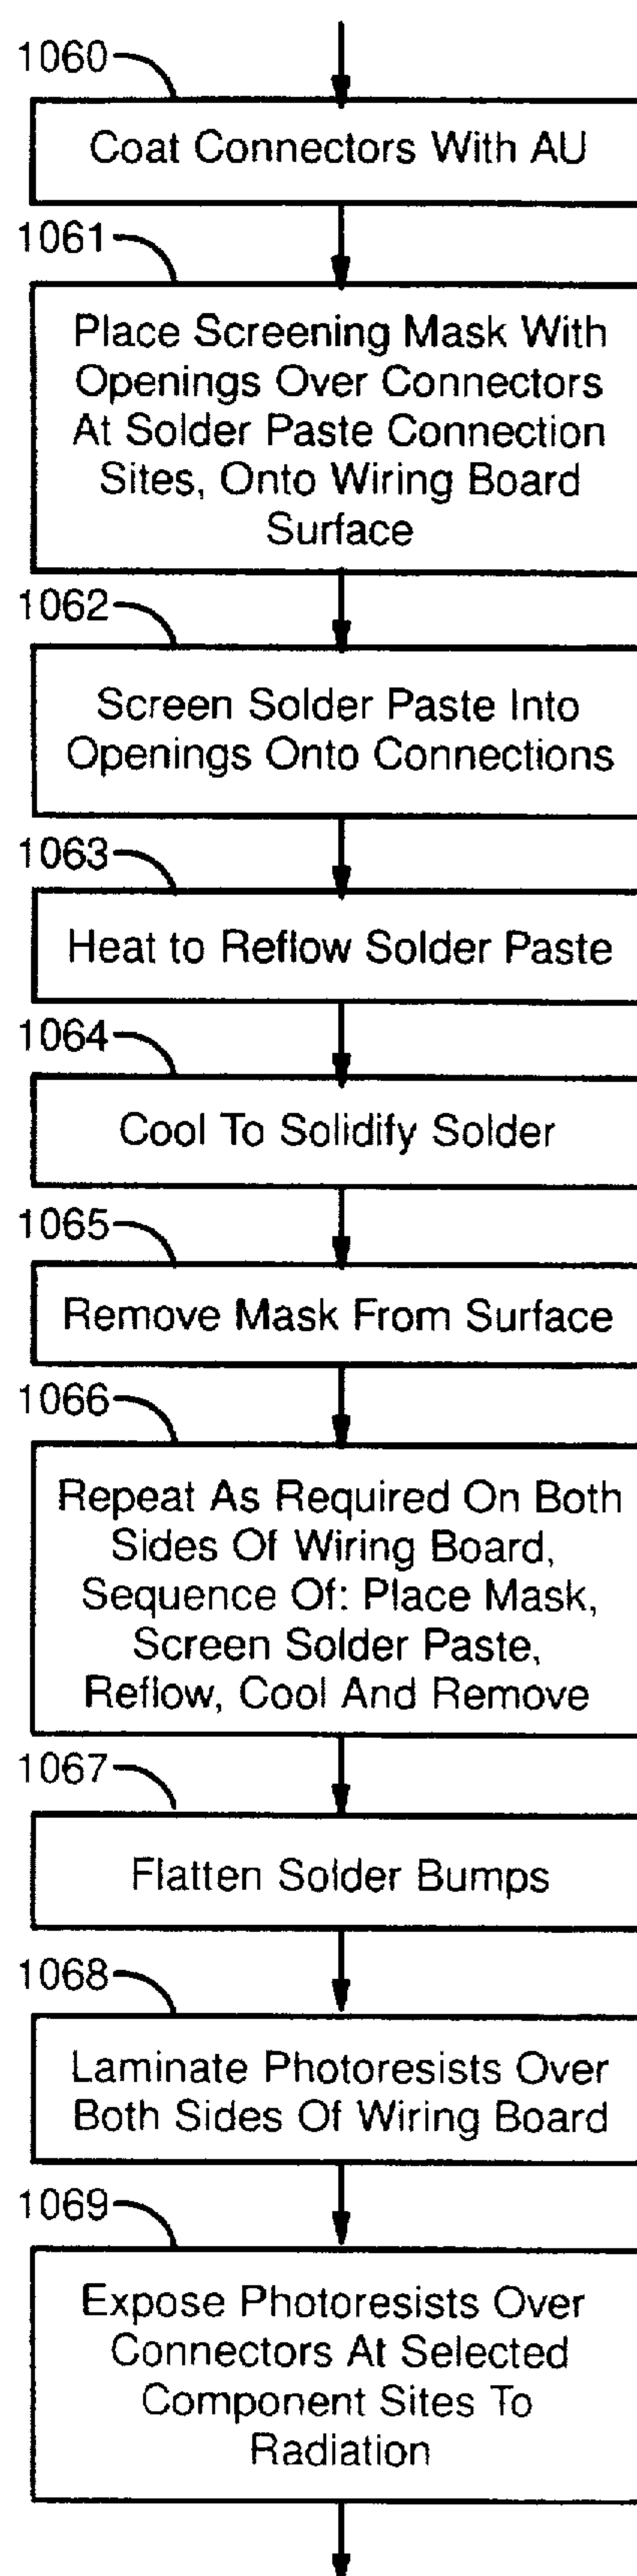 1060
Coat Connectors With AU
1061
Place Screening Mask With
Openings Over Connectors
At Solder Paste Connection
Sites, Onto Wiring Board
Surface
1062
Screen Solder Paste Into
Openings Onto Connections
1063
Heat to Reflow Solder Paste
1064
Cool To Solidify Solder
1065
Remove Mask From Surface
1066
Repeat As Required On Both
Sides Of Wiring Board,
Sequence Of: Place Mask,
Screen Solder Paste,
Reflow, Cool And Remove
1067
Flatten Solder Bumps
1068
Laminate Photoresists Over
Both Sides Of Wiring Board
1069
Expose Photoresists Over
Connectors At Selected
Component Sites To
Radiation